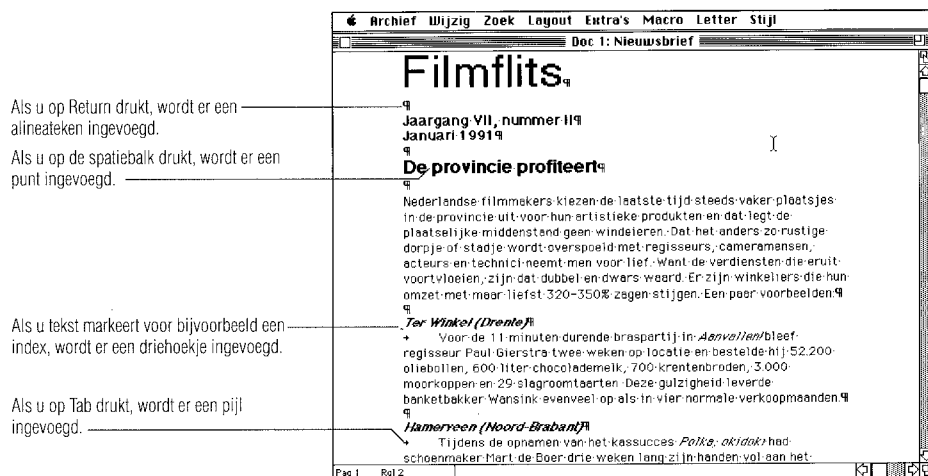 Archief Wijzig Zoek Layout Extra's Macro Letter Stijl
Doc 1: Nieuwsbrief
Filmflits¶
Als u op Return drukt, wordt er een
alineateken ingevoegd.
¶
Jaargang·VII,·nummer·II¶
Januari·1991¶
¶
Als u op de spatiebalk drukt, wordt er een
punt ingevoegd.
De·provincie·profiteert¶
¶
Nederlandse·filmmakers·kiezen·de·laatste·tijd·steeds·vaker·plaatsjes·
in·de·provincie·uit·voor·hun·artistieke·produkten·en·dat·legt·de·
plaatselijke·middenstand·geen·windeieren.·Dat·het·anders·zo·rustige·
dorpje·of·stadje·wordt·overspoeld·met·regisseurs,·cameramensen,·
acteurs·en·technici·neemt·men·voor·lief.·Want·de·verdiensten·die·eruit·
voortvloeien,·zijn·dat·dubbel·en·dwars·waard.·Er·zijn·winkeliers·die·hun·
omzet·met·maar·liefst·320-350%·zagen·stijgen.·Een·paar·voorbeelden:¶
¶
Als u tekst markeert voor bijvoorbeeld een
index, wordt er een driehoekje ingevoegd.
Ter·Winkel·(Drente)¶
Voor·de·11·minuten·durende·braspartij·in·Aanvallen!·bleef·
regisseur·Paul·Gierstra·twee·weken·op·locatie·en·bestelde·hij·52.200·
oliebollen,·600·liter·chocolademelk,·700·krentenbroden,·3.000·
moorkoppen·en·29·slagroomtaarten·Deze·gulzigheid·leverde·
banketbakker·Wansink·evenveel·op·als·in·vier·normale·verkoopmaanden.¶
¶
Als u op Tab drukt, wordt er een pijl
ingevoegd.
Hamerveen·(Noord-Brabant)¶
Tijdens·de·opnamen·van·het·kassucces·Polka,·okidoki·had·
schoenmaker·Mart·de·Boer·drie·weken·lang·zijn·handen·vol·aan·het·
Pag 1 Rgl 2